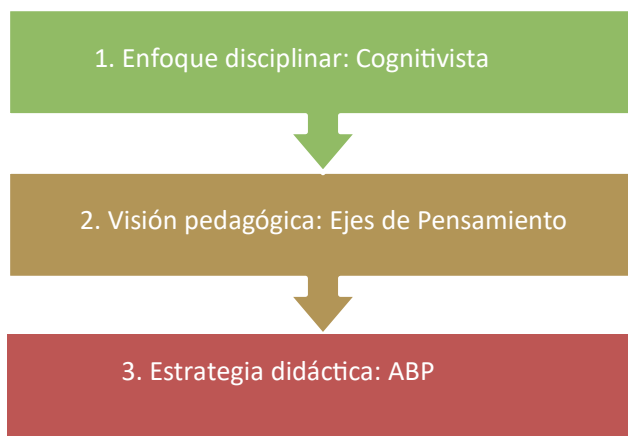 1. Enfoque disciplinar: Cognitivista
2. Visión pedagógica: Ejes de Pensamiento
3. Estrategia didáctica: ABP